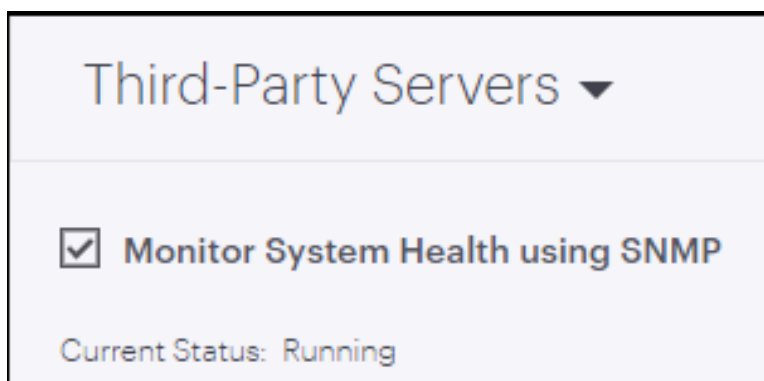 Third-Party Servers
Monitor System Health using SNMP
Current Status: Running